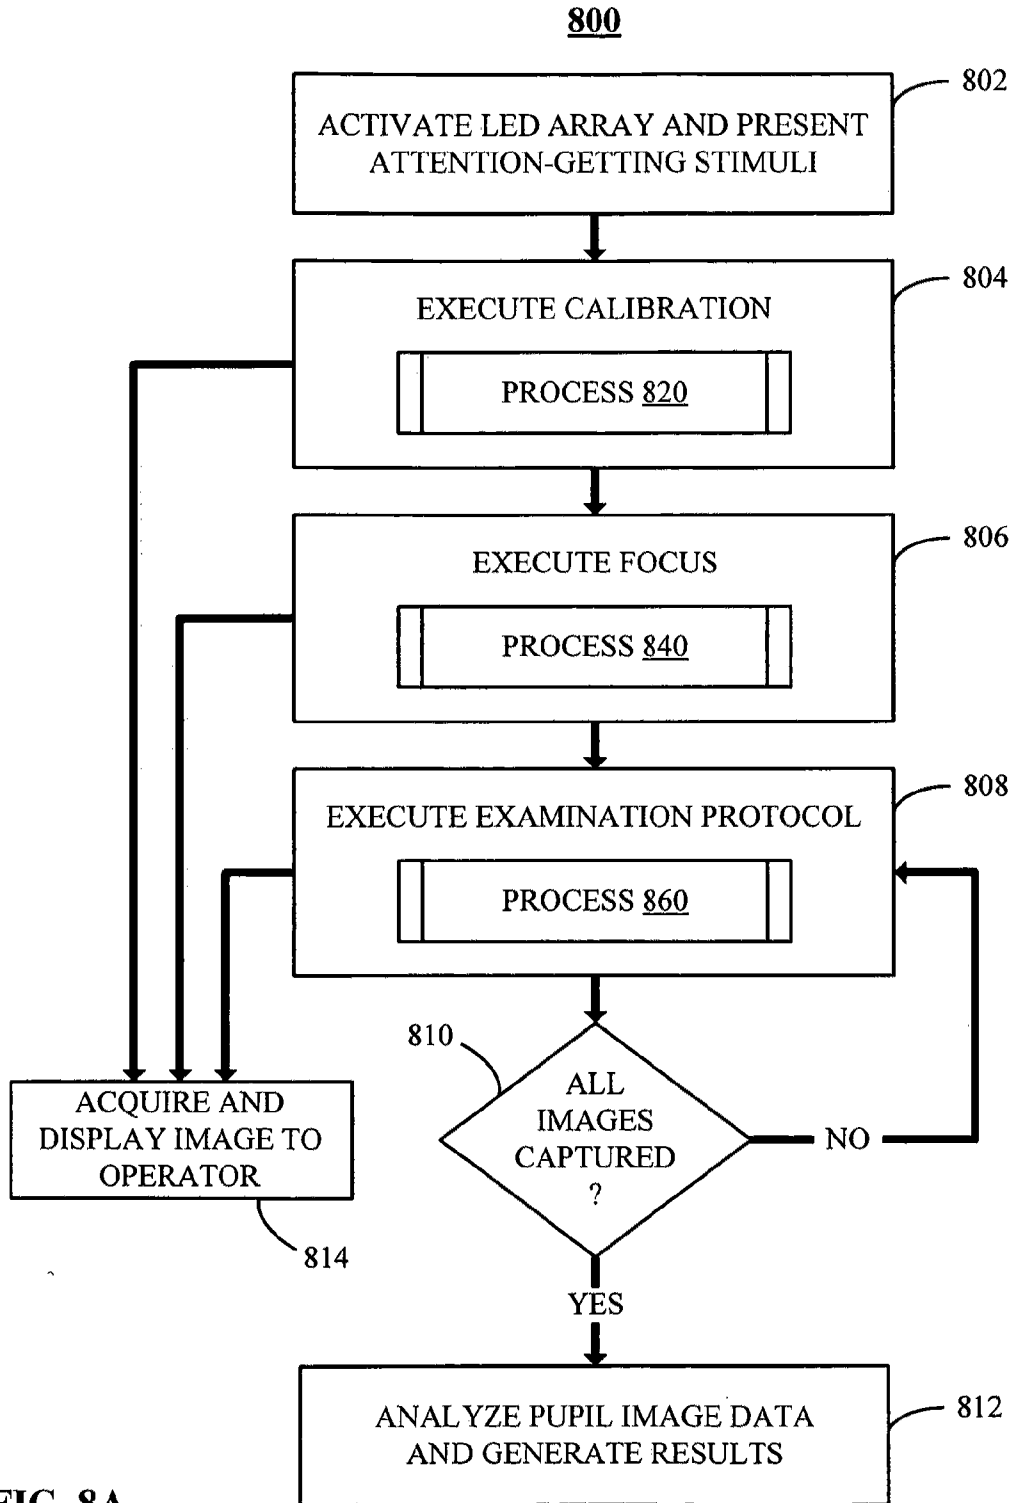 800
802
ACTIVATE LED ARRAY AND PRESENT
ATTENTION-GETTING STIMULI
804
EXECUTE CALIBRATION
PROCESS 820
806
EXECUTE FOCUS
PROCESS 840
808
EXECUTE EXAMINATION PROTOCOL
PROCESS 860
810
ALL
IMAGES
CAPTURED
?
NO
ACQUIRE AND
DISPLAY IMAGE TO
OPERATOR
814
YES
812
ANALYZE PUPIL IMAGE DATA
AND GENERATE RESULTS
FIG. 8A